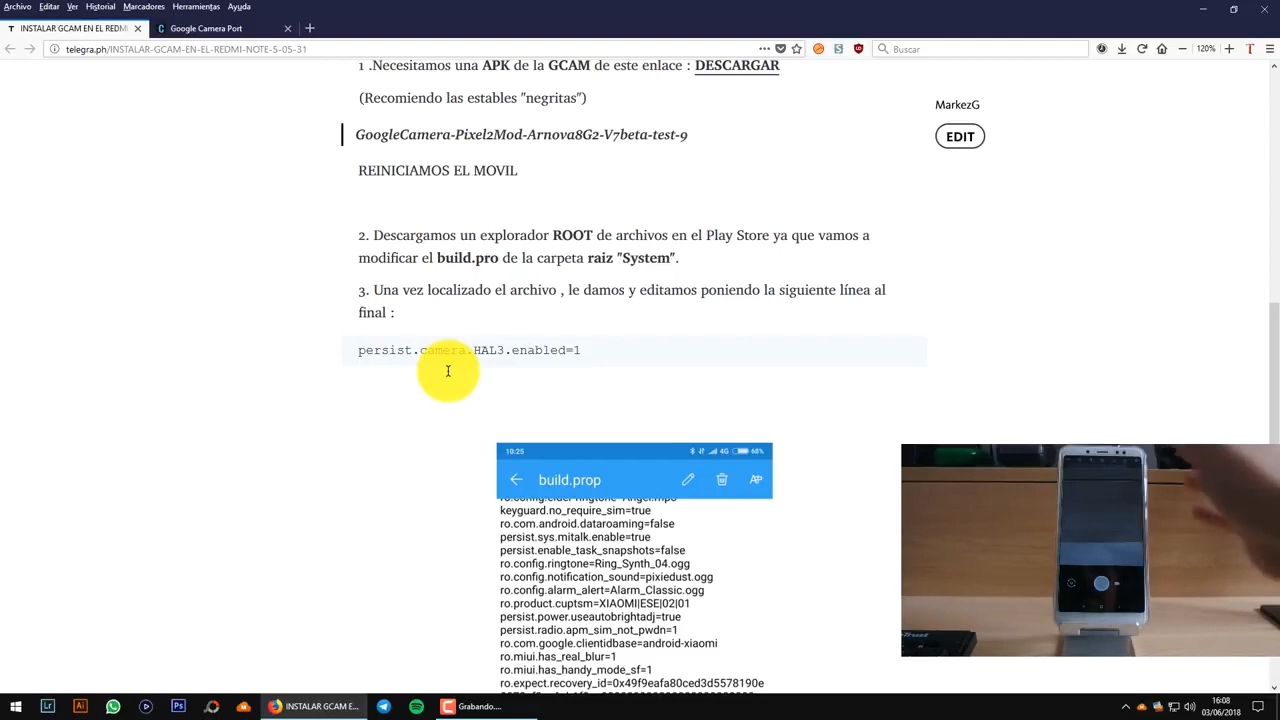 Archivo Editar Ver Historial Marcadores Herramientas Ayuda
INSTALAR GCAM EN EL REDMI
Google Camera Port
telegra.ph/INSTALAR-GCAM-EN-EL-REDMI-NOTE-5-05-31
Buscar
120%
1 .Necesitamos una APK de la GCAM de este enlace : DESCARGAR
(Recomiendo las estables "negritas")
MarkezG
EDIT
GoogleCamera-Pixel2Mod-Arnova8G2-V7beta-test-9
REINICIAMOS EL MOVIL
2. Descargamos un explorador ROOT de archivos en el Play Store ya que vamos a
modificar el build.pro de la carpeta raiz "System".
3. Una vez localizado el archivo , le damos y editamos poniendo la siguiente línea al
final :
persist.camera.HAL3.enabled=1
10:25 4G 68%
build.prop
keyguard.no_require_sim=true
ro.com.android.dataroaming=false
persist.sys.mitalk.enable=true
persist.enable_task_snapshots=false
ro.config.ringtone=Ring_Synth_04.ogg
ro.config.notification_sound=pixiedust.ogg
ro.config.alarm_alert=Alarm_Classic.ogg
ro.product.cuptsm=XIAOMI|ESE|02|01
persist.power.useautobrightadj=true
persist.radio.apm_sim_not_pwdn=1
ro.com.google.clientidbase=android-xiaomi
ro.miui.has_real_blur=1
ro.miui.has_handy_mode_sf=1
ro.expect.recovery_id=0x49f9eafa80ced3d5578190e
Trust
INSTALAR GCAM E...
Grabando....
16:08
03/06/2018